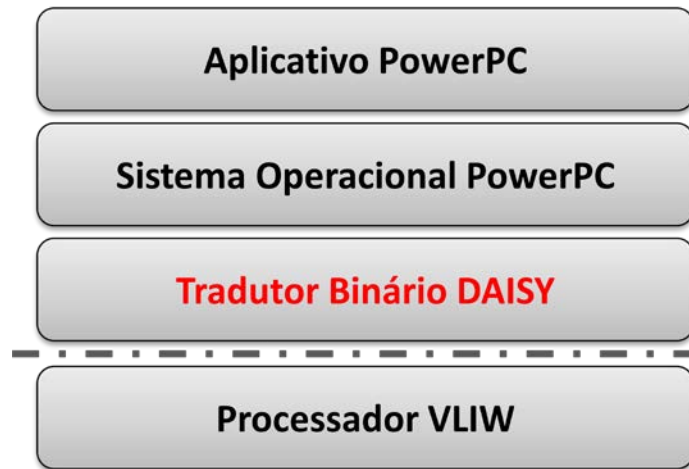 Aplicativo PowerPC
Sistema Operacional PowerPC
Tradutor Binário DAISY
Processador VLIW